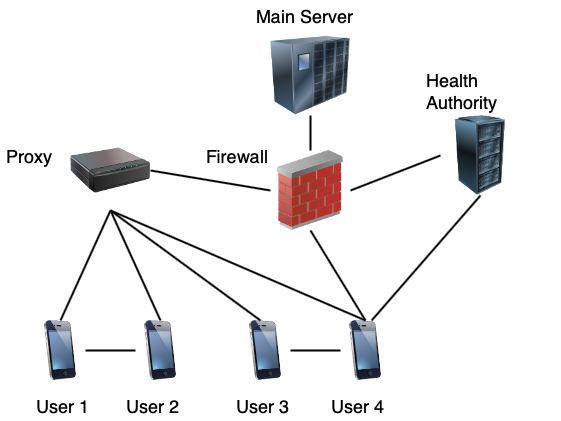 Main Server
Health
Authority
Proxy
Firewall
User 1
User 2
User 3
User 4